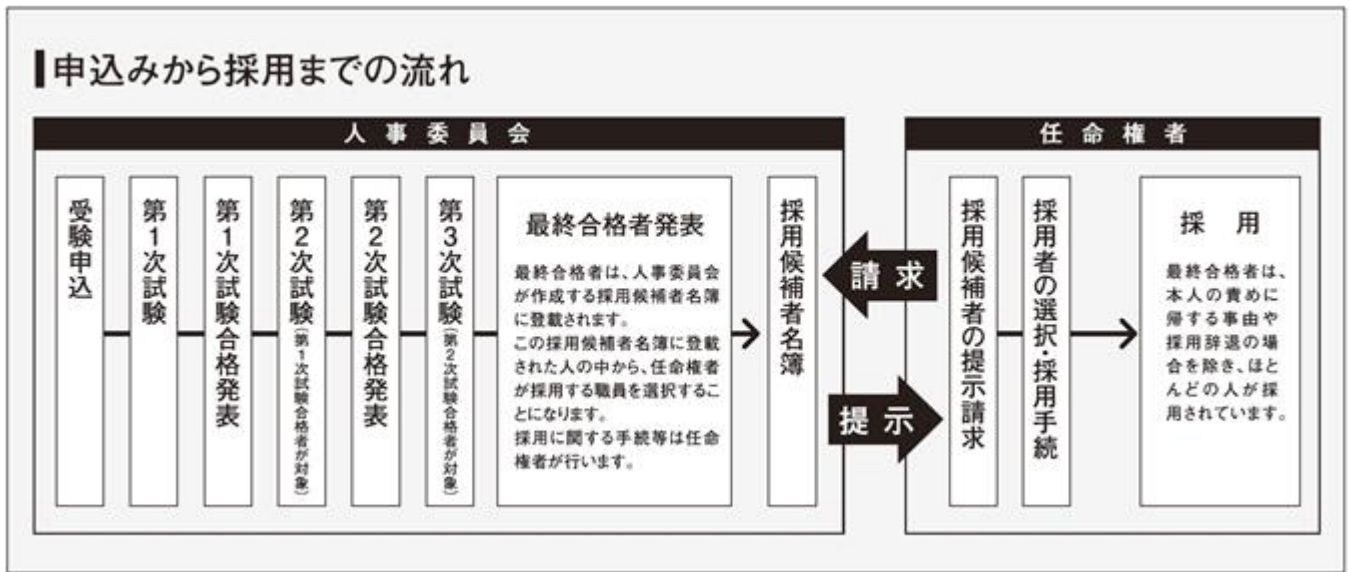 申込みから採用までの流れ
人事委員会
受験申込
第1次試験
第1次試験合格発表
第2次試験(第1次試験合格者が対象)
第2次試験合格発表
第3次試験(第2次試験合格者が対象)
最終合格者発表
最終合格者は、人事委員会
が作成する採用候補者名簿
に登載されます。
この採用候補者名簿に登載
された人の中から、任命権者
が採用する職員を選択するこ
とになります。
採用に関する手続等は任命
権者が行います。
採用候補者名簿
請求
提示
任命権者
採用候補者の提示請求
採用者の選択・採用手続
採用
最終合格者は、
本人の責めに
帰する事由や
採用辞退の場
合を除き、ほと
んどの人が採
用されています。